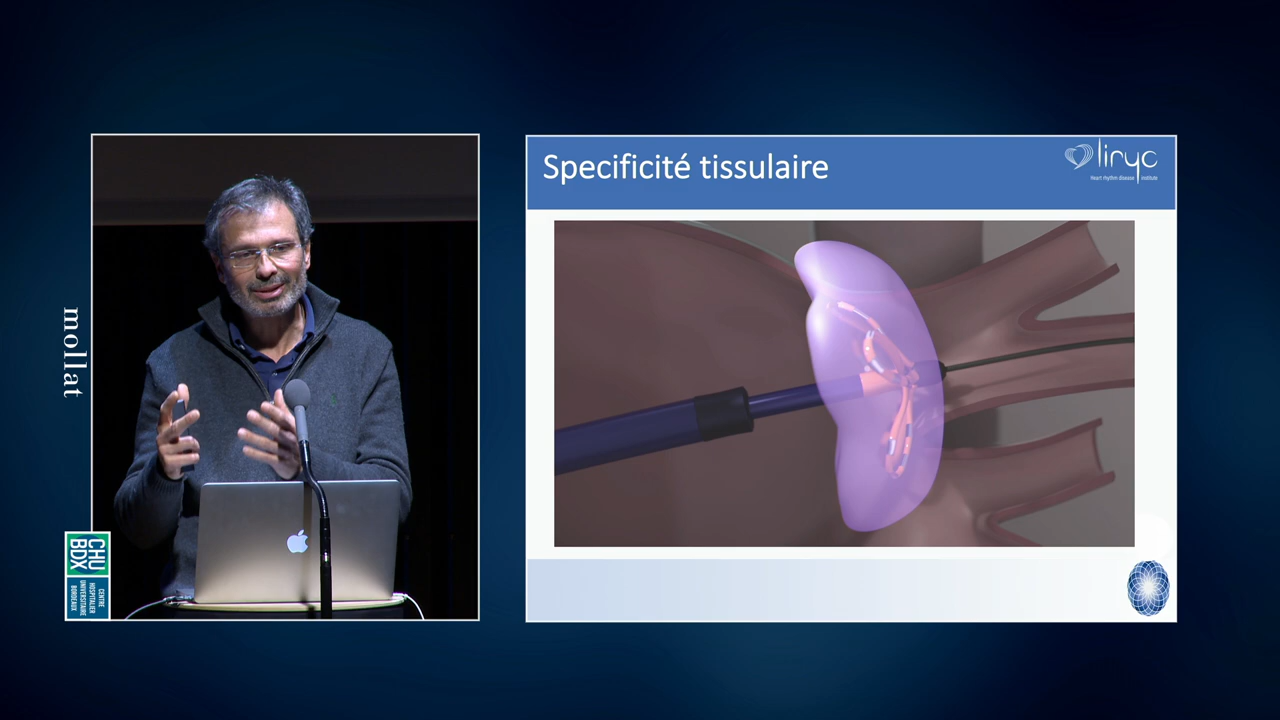 mollat
CHU
BDX
CENTRE
HOSPITALIER
UNIVERSITAIRE
BORDEAUX
Specificité tissulaire
liryc
Heart rhythm disease institute